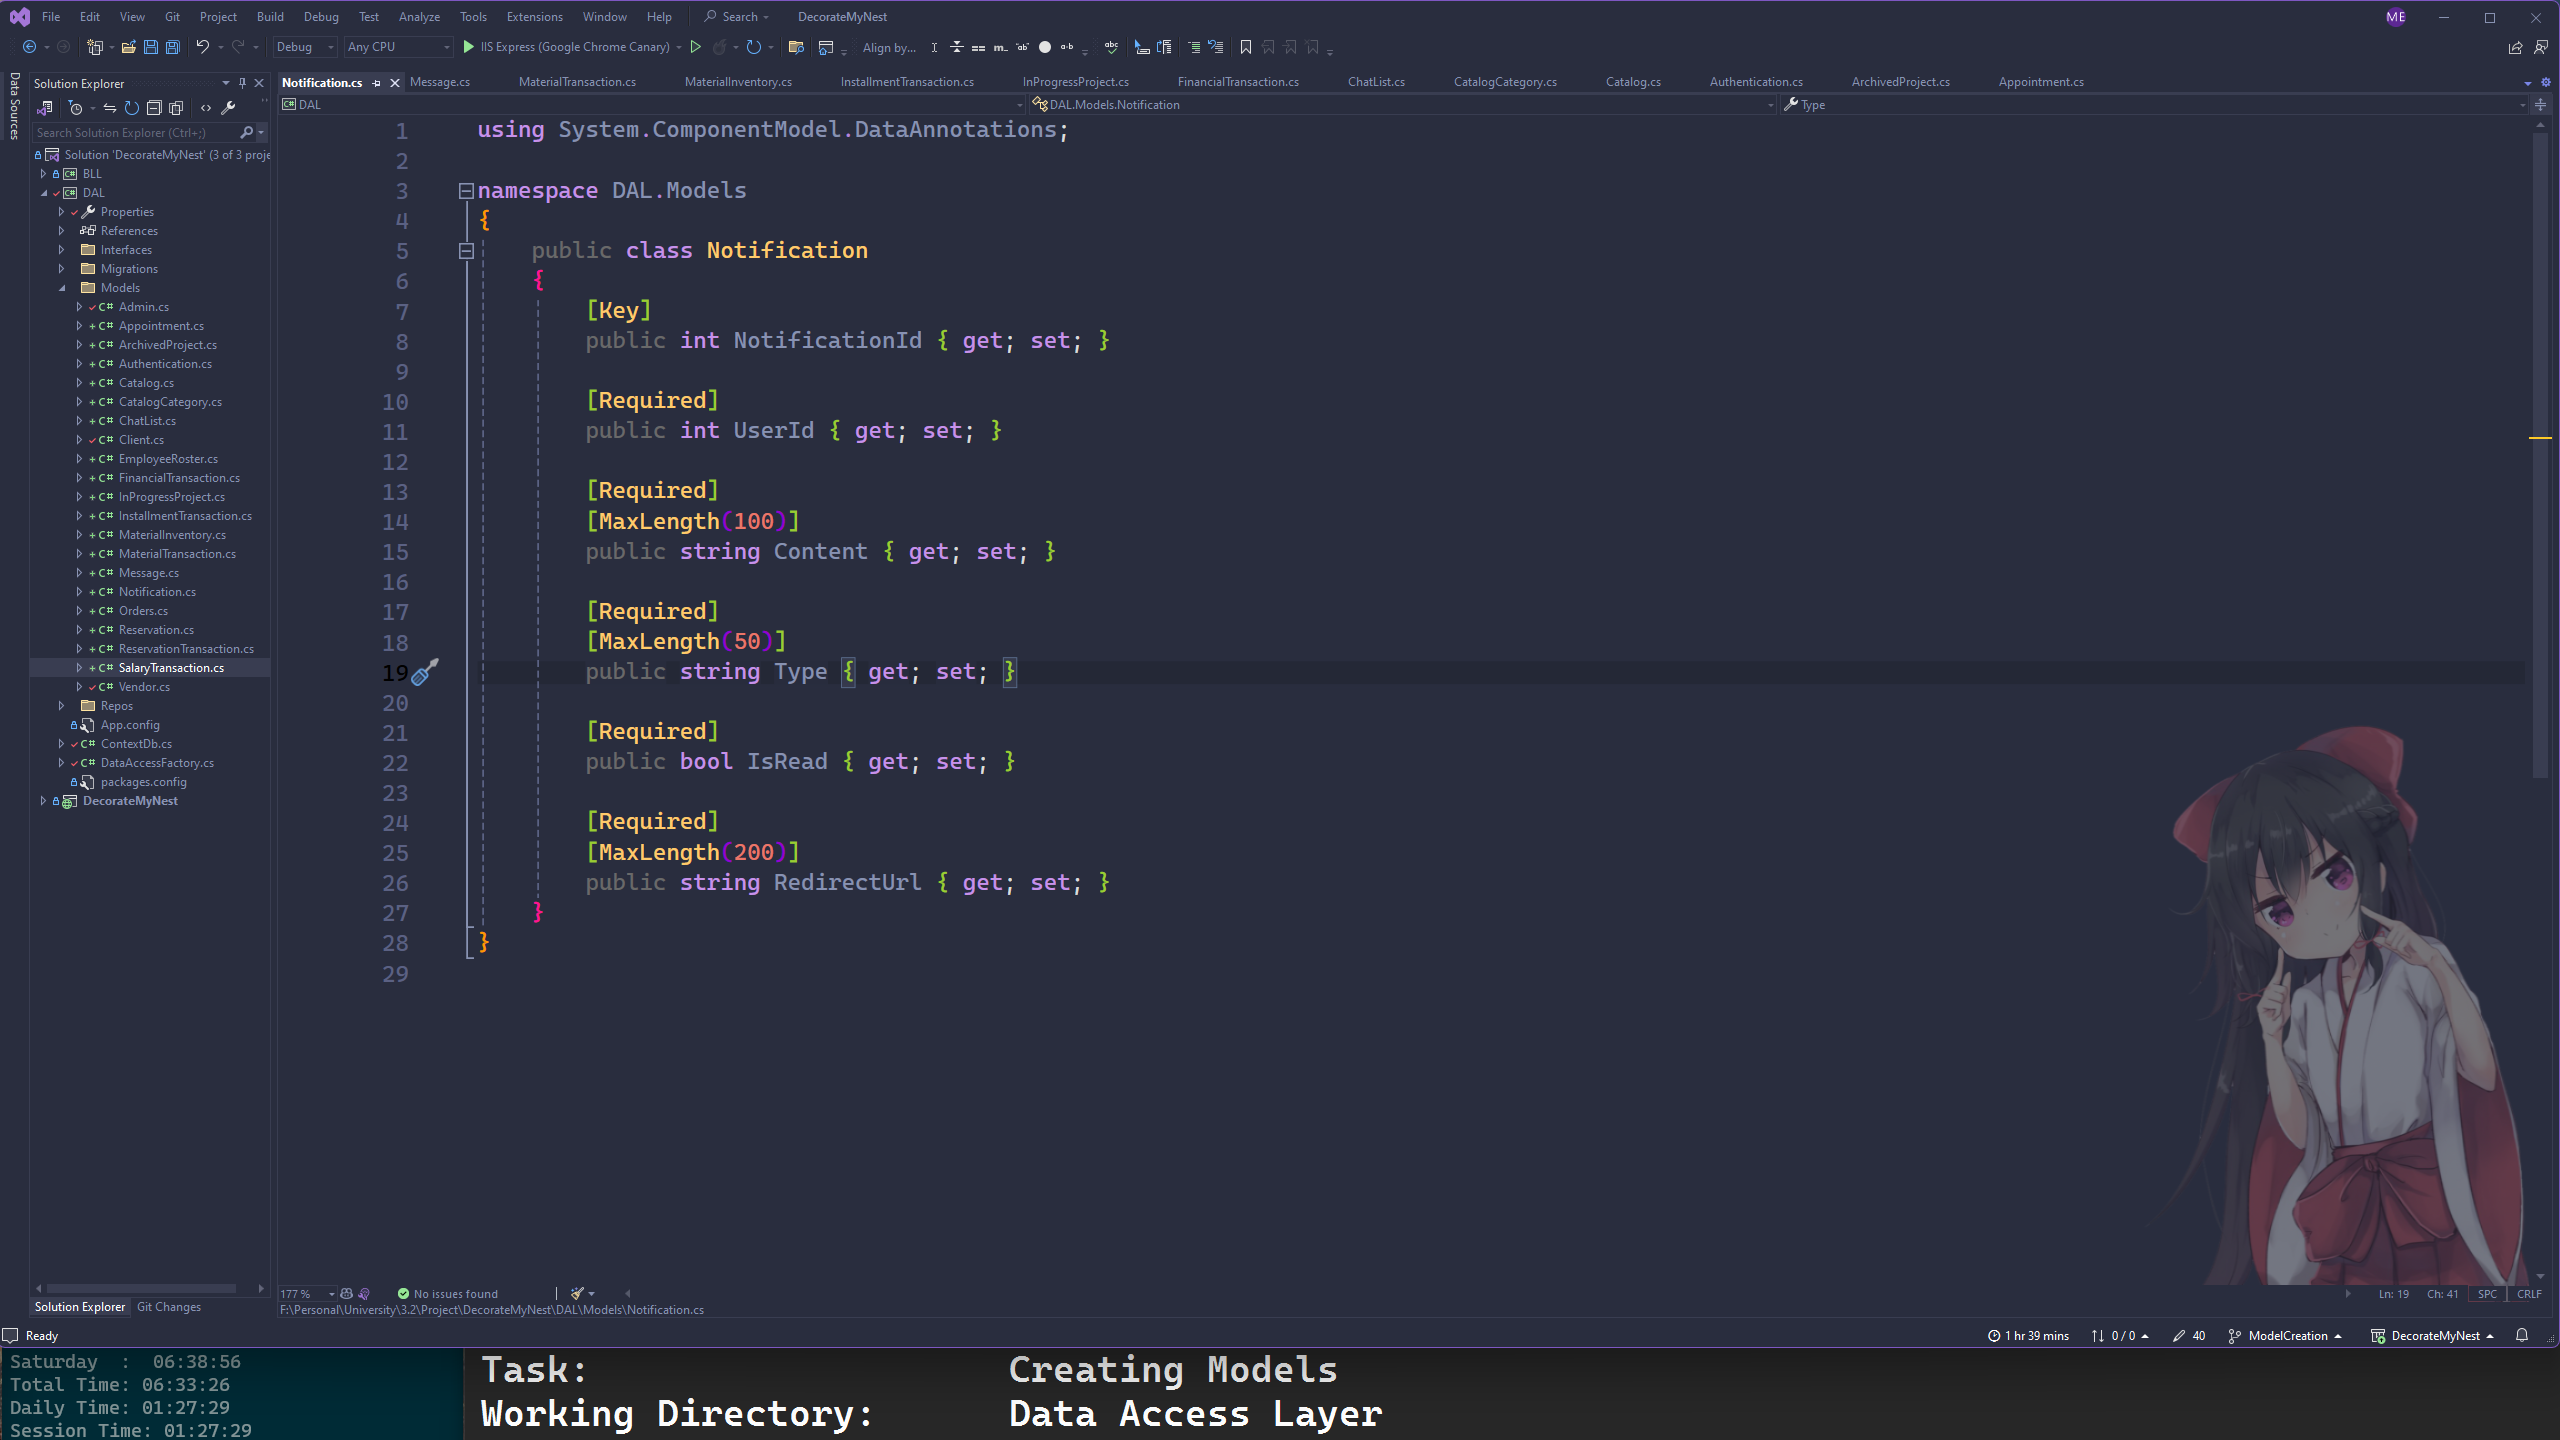 File Edit View Git Project Build Debug Test Analyze Tools Extensions Window Help Search DecorateMyNest ME
Debug Any CPU IIS Express (Google Chrome Canary) Align by...
Data Sources
Solution Explorer
Search Solution Explorer (Ctrl+;)
Solution 'DecorateMyNest' (3 of 3 proje
BLL
DAL
Properties
References
Interfaces
Migrations
Models
C# Admin.cs
C# Appointment.cs
C# ArchivedProject.cs
C# Authentication.cs
C# Catalog.cs
C# CatalogCategory.cs
C# ChatList.cs
C# Client.cs
C# EmployeeRoster.cs
C# FinancialTransaction.cs
C# InProgressProject.cs
C# InstallmentTransaction.cs
C# MaterialInventory.cs
C# MaterialTransaction.cs
C# Message.cs
C# Notification.cs
C# Orders.cs
C# Reservation.cs
C# ReservationTransaction.cs
C# SalaryTransaction.cs
C# Vendor.cs
Repos
App.config
C# ContextDb.cs
C# DataAccessFactory.cs
packages.config
DecorateMyNest
Solution Explorer Git Changes
Notification.cs Message.cs MaterialTransaction.cs MaterialInventory.cs InstallmentTransaction.cs InProgressProject.cs FinancialTransaction.cs ChatList.cs CatalogCategory.cs Catalog.cs Authentication.cs ArchivedProject.cs Appointment.cs
DAL DAL.Models.Notification Type
1 using System.ComponentModel.DataAnnotations;
2
3 namespace DAL.Models
4 {
5 public class Notification
6 {
7 [Key]
8 public int NotificationId { get; set; }
9
10 [Required]
11 public int UserId { get; set; }
12
13 [Required]
14 [MaxLength(100)]
15 public string Content { get; set; }
16
17 [Required]
18 [MaxLength(50)]
19 public string Type { get; set; }
20
21 [Required]
22 public bool IsRead { get; set; }
23
24 [Required]
25 [MaxLength(200)]
26 public string RedirectUrl { get; set; }
27 }
28 }
29
177 % No issues found Ln: 19 Ch: 41 SPC CRLF
F:\Personal\University\3.2\Project\DecorateMyNest\DAL\Models\Notification.cs
Ready 1 hr 39 mins 0 / 0 40 ModelCreation DecorateMyNest
Saturday : 06:38:56
Total Time: 06:33:26
Daily Time: 01:27:29
Session Time: 01:27:29
Task: Creating Models
Working Directory: Data Access Layer